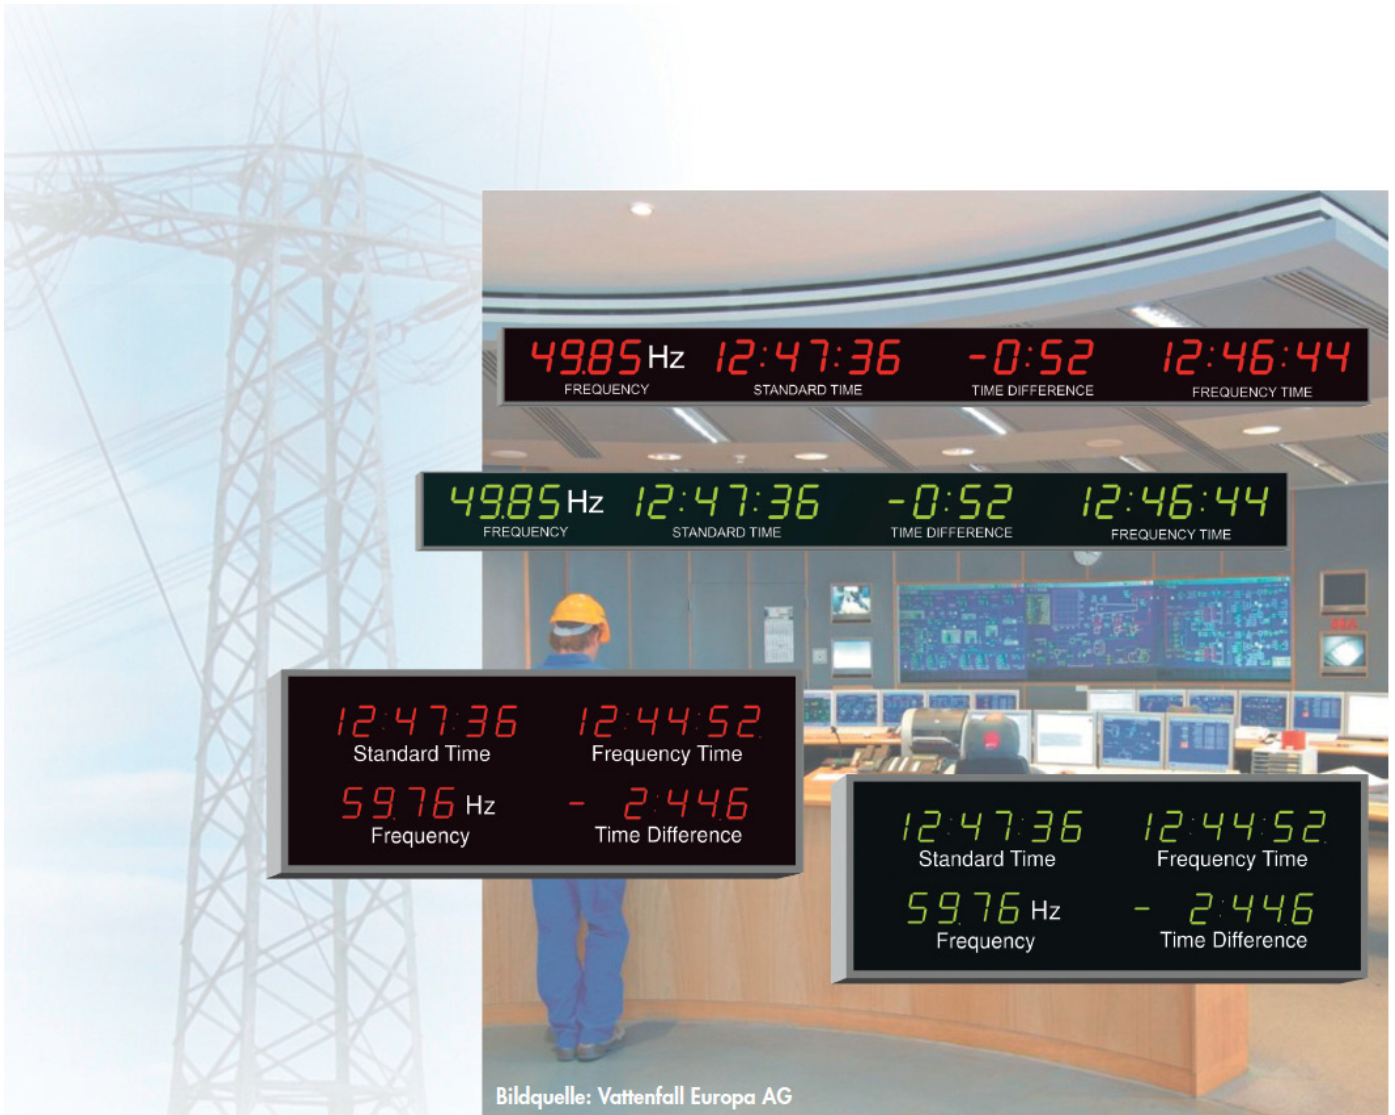 49.85 Hz 12:47:36 -0:52 12:46:44
FREQUENCY STANDARD TIME TIME DIFFERENCE FREQUENCY TIME
49.85 Hz 12:47:36 -0:52 12:46:44
FREQUENCY STANDARD TIME TIME DIFFERENCE FREQUENCY TIME
12:47:36 12:44:52.
Standard Time Frequency Time
59.76 Hz - 2:44.6
Frequency Time Difference
12:47:36 12:44:52.
Standard Time Frequency Time
59.76 Hz - 2:44.6
Frequency Time Difference
Bildquelle: Vattenfall Europa AG